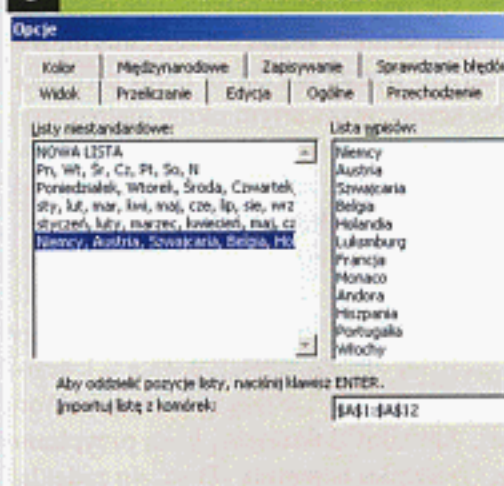 Opcje
Kolor Międzynarodowe Zapisywanie Sprawdzanie błędów
Widok Przeliczanie Edycja Ogólne Przechodzenie
Listy niestandardowe:
NOWA LISTA
Pn, Wt, Śr, Cz, Pt, So, N
Poniedziałek, Wtorek, Środa, Czwartek,
sty, lut, mar, kwi, maj, cze, lip, sie, wrz
styczeń, luty, marzec, kwiecień, maj, cz
Niemcy, Austria, Szwajcaria, Belgia, Ho
Lista wpisów:
Niemcy
Austria
Szwajcaria
Belgia
Holandia
Luksmburg
Francja
Monaco
Andora
Hiszpania
Portugalia
Włochy
Aby oddzielić pozycje listy, naciśnij klawisz ENTER.
Importuj listę z komórek: $A$1:$A$12